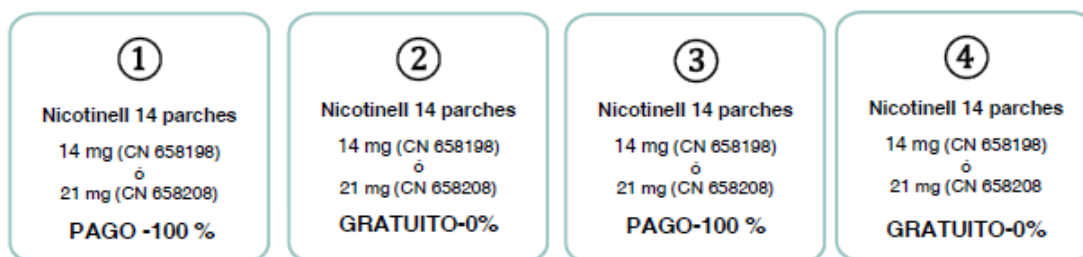 ①
Nicotinell 14 parches
14 mg (CN 658198)
ó
21 mg (CN 658208)
PAGO -100 %
②
Nicotinell 14 parches
14 mg (CN 658198)
ó
21 mg (CN 658208)
GRATUITO-0%
③
Nicotinell 14 parches
14 mg (CN 658198)
ó
21 mg (CN 658208)
PAGO-100 %
④
Nicotinell 14 parches
14 mg (CN 658198)
ó
21 mg (CN 658208
GRATUITO-0%